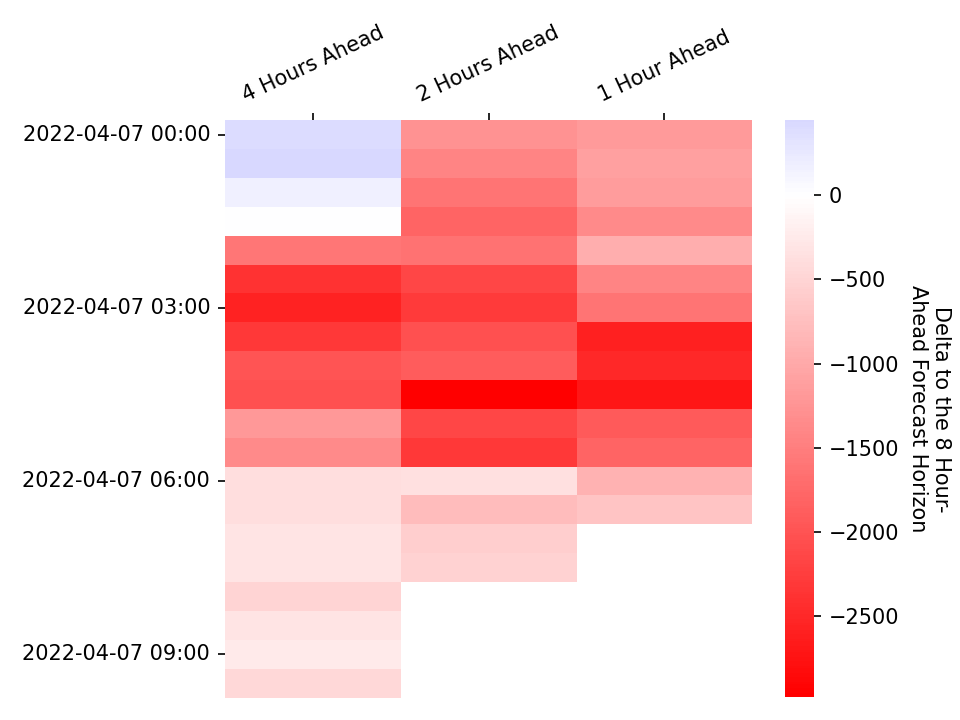 4 Hours Ahead
2 Hours Ahead
1 Hour Ahead
2022-04-07 00:00
2022-04-07 03:00
2022-04-07 06:00
2022-04-07 09:00
0
−500
−1000
−1500
−2000
−2500
Delta to the 8 Hour-
Ahead Forecast Horizon